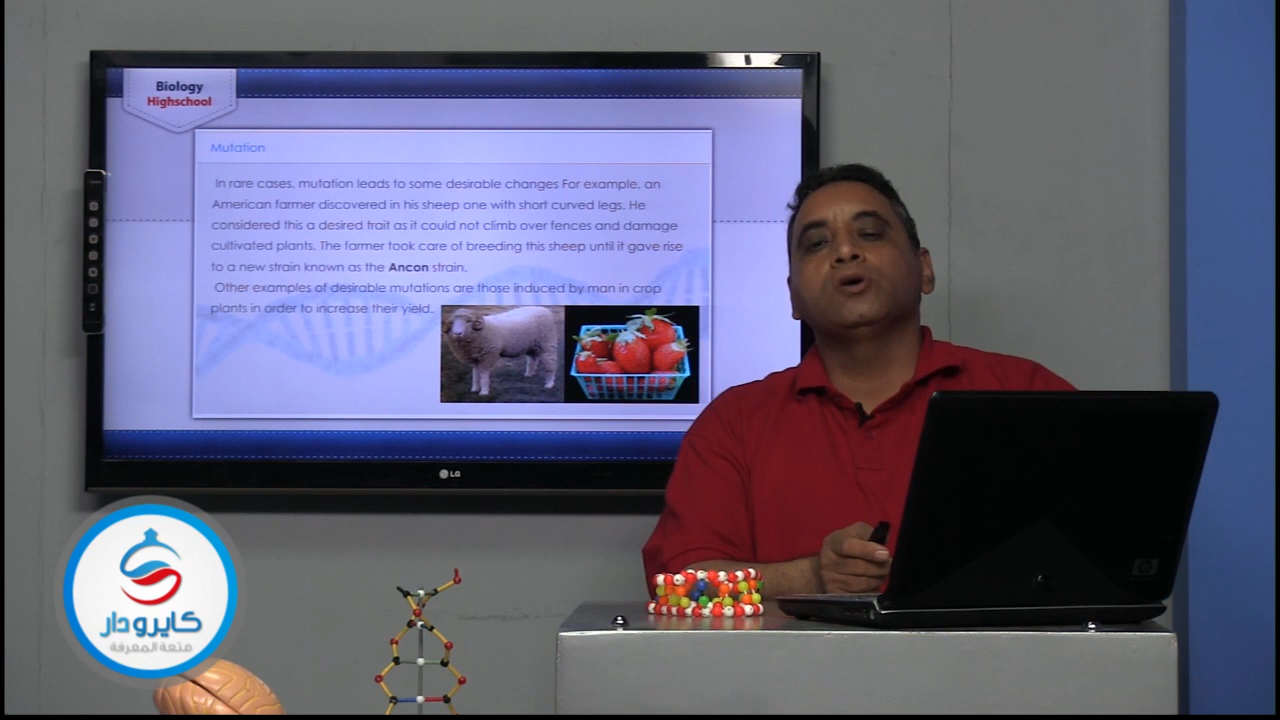 Biology
Highschool
Mutation
In rare cases, mutation leads to some desirable changes For example, an
American farmer discovered in his sheep one with short curved legs. He
considered this a desired trait as it could not climb over fences and damage
cultivated plants. The farmer took care of breeding this sheep until it gave rise
to a new strain known as the Ancon strain.
Other examples of desirable mutations are those induced by man in crop
plants in order to increase their yield.
LG
hp
كايرودار
متعة المعرفة